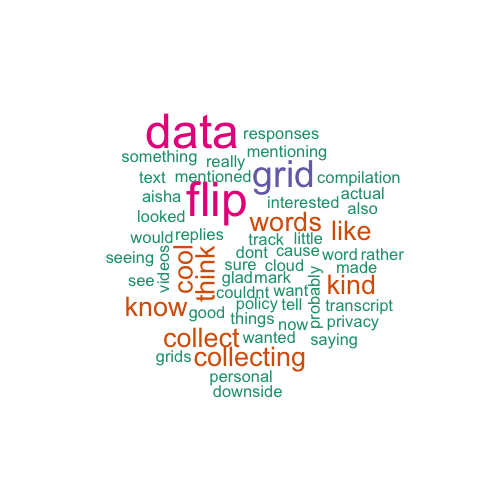 data responses
something really mentioning
text mentioned grid compilation
aisha flip interested actual
looked words also
would replies track little like
seeing cool think dont cause word rather
see videos sure cloud made
gladmark kind
know couldnt want probably
good policy tell transcript
things now privacy
collect wanted saying
grids collecting
personal
downside